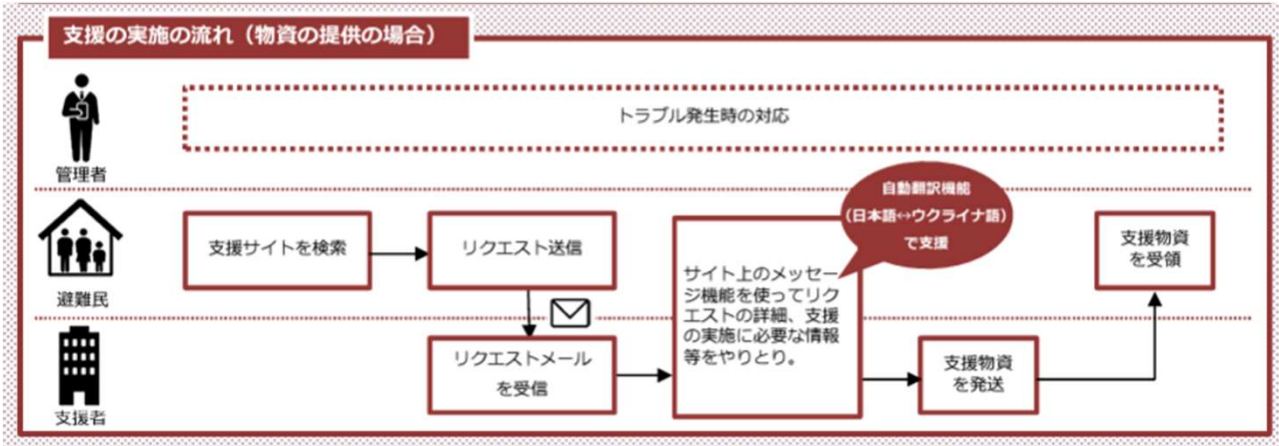 支援の実施の流れ（物資の提供の場合）
トラブル発生時の対応
管理者
自動翻訳機能
（日本語↔ウクライナ語）
で支援
支援サイトを検索
リクエスト送信
サイト上のメッセー
ジ機能を使ってリク
エストの詳細、支援
の実施に必要な情報
等をやりとり。
支援物資
を受領
避難民
リクエストメール
を受信
支援物資
を発送
支援者